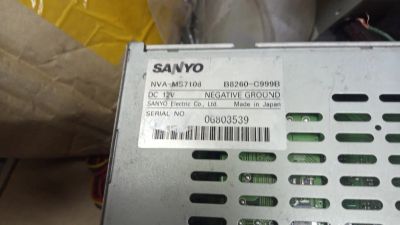 SANYO
NVA-MS7108 B8260-C999B
DC 12V NEGATIVE GROUND
SANYO Electric Co., Ltd. Made in Japan
SERIAL NO.
06803539